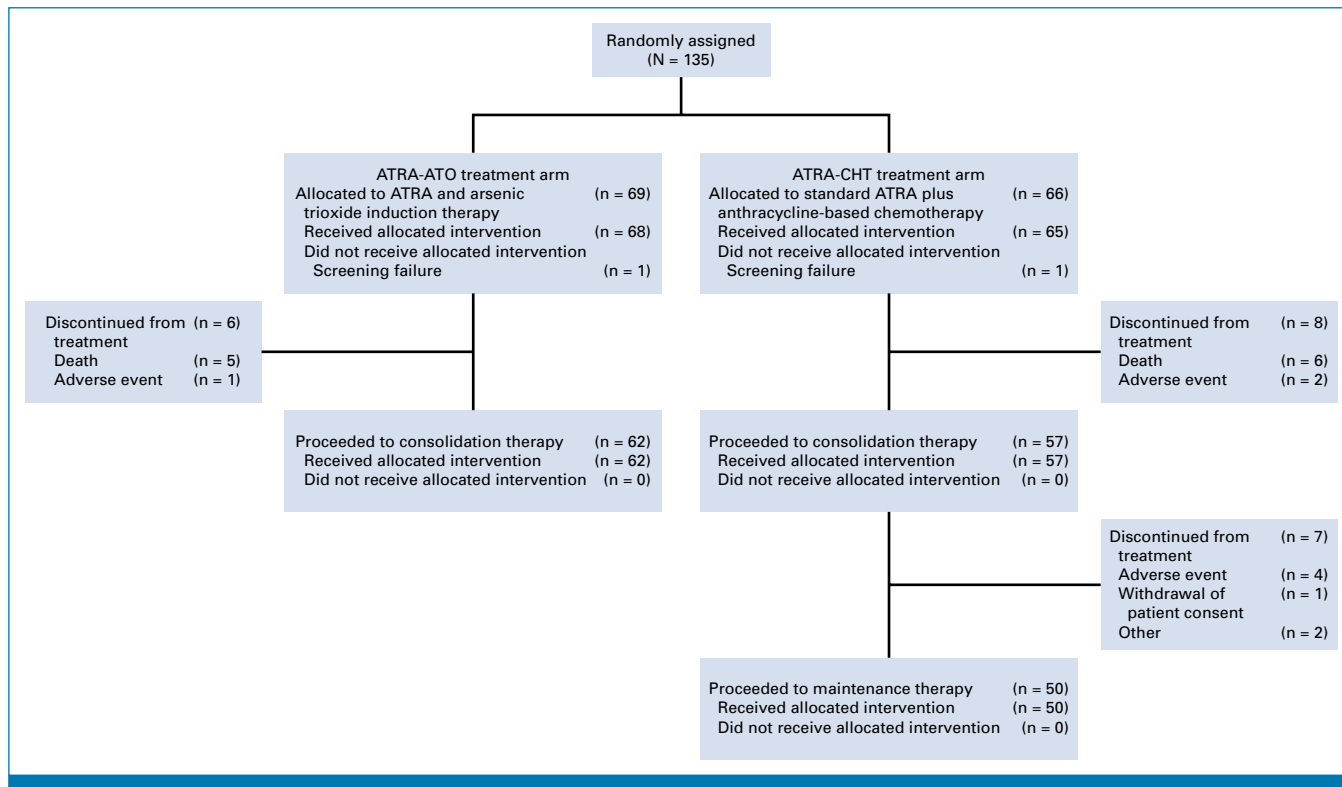 Randomly assigned
(N = 135)
ATRA-ATO treatment arm
Allocated to ATRA and arsenic (n = 69)
trioxide induction therapy
Received allocated intervention (n = 68)
Did not receive allocated intervention
Screening failure (n = 1)
ATRA-CHT treatment arm
Allocated to standard ATRA plus (n = 66)
anthracycline-based chemotherapy
Received allocated intervention (n = 65)
Did not receive allocated intervention
Screening failure (n = 1)
Discontinued from (n = 6)
treatment
Death (n = 5)
Adverse event (n = 1)
Discontinued from (n = 8)
treatment
Death (n = 6)
Adverse event (n = 2)
Proceeded to consolidation therapy (n = 62)
Received allocated intervention (n = 62)
Did not receive allocated intervention (n = 0)
Proceeded to consolidation therapy (n = 57)
Received allocated intervention (n = 57)
Did not receive allocated intervention (n = 0)
Discontinued from (n = 7)
treatment
Adverse event (n = 4)
Withdrawal of (n = 1)
patient consent
Other (n = 2)
Proceeded to maintenance therapy (n = 50)
Received allocated intervention (n = 50)
Did not receive allocated intervention (n = 0)